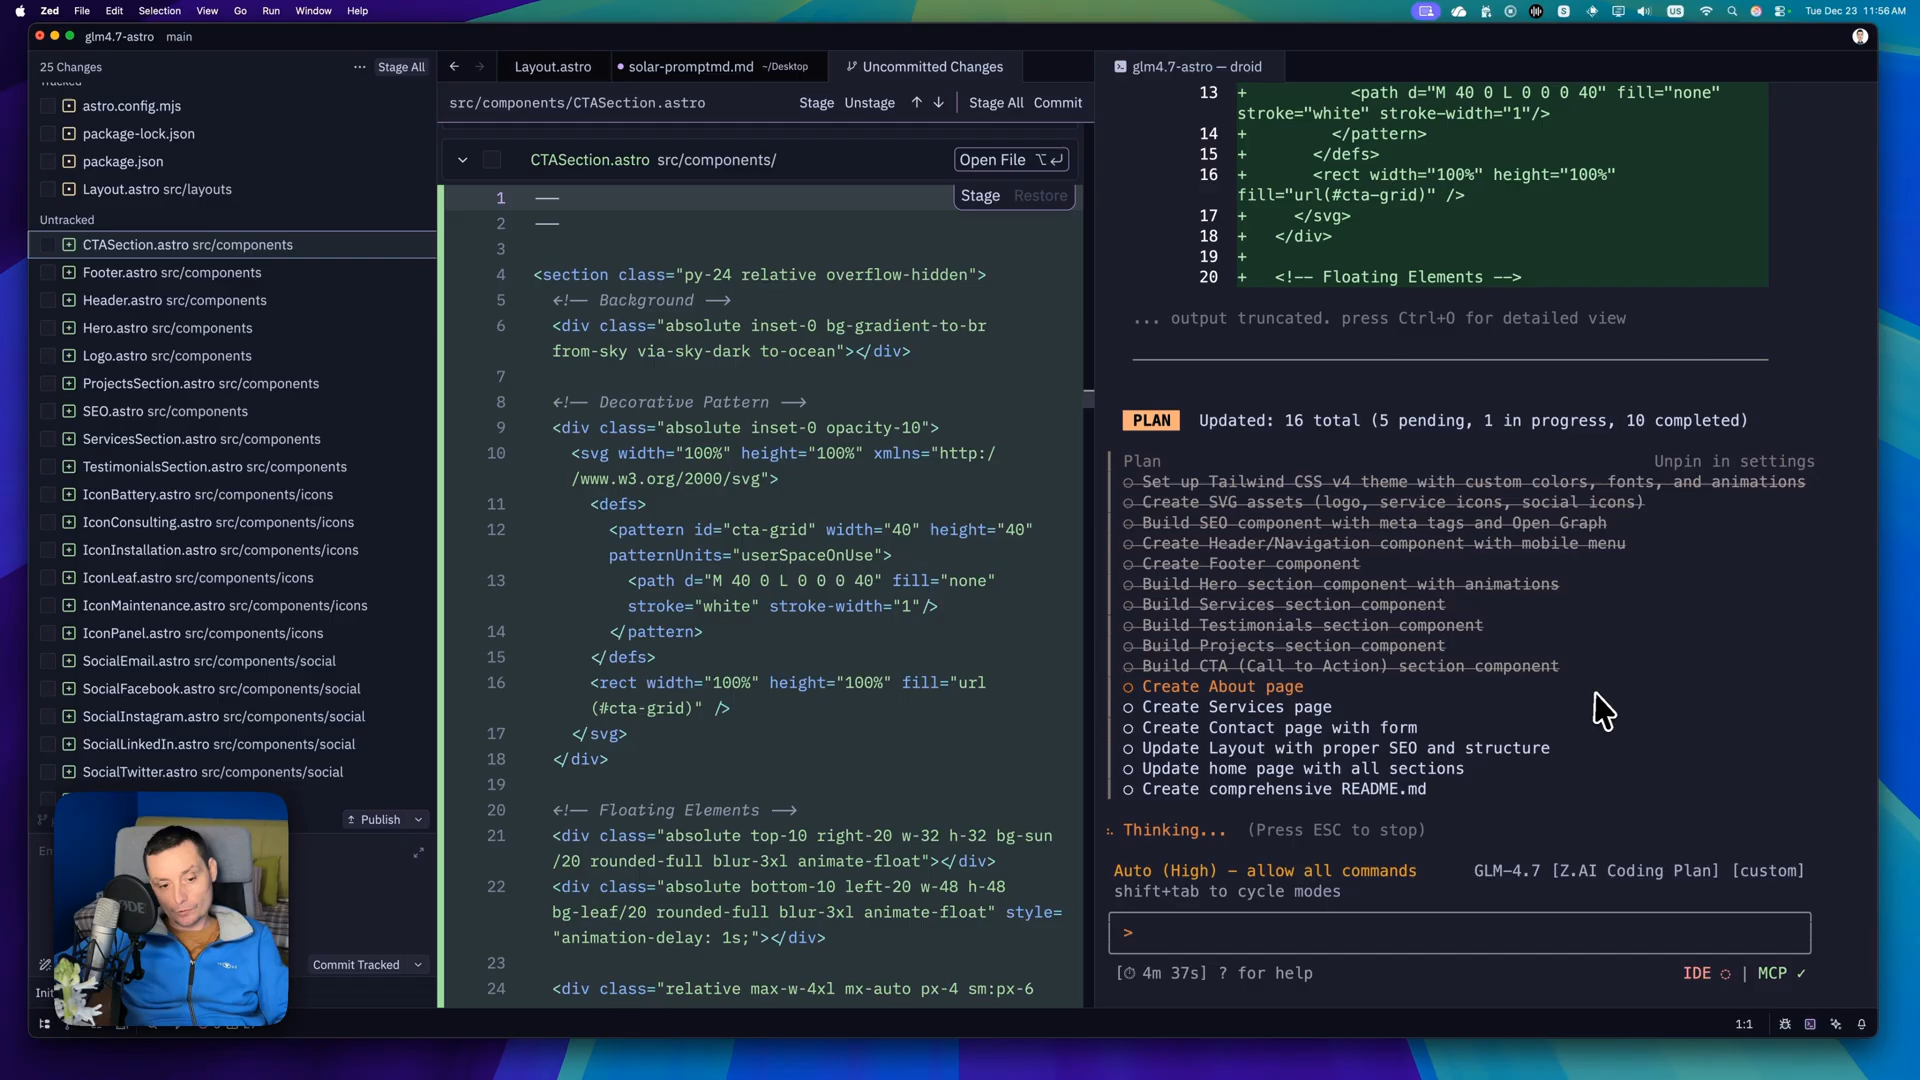 Zed File Edit Selection View Go Run Window Help
US Tue Dec 23 11:56 AM
glm4.7-astro main
25 Changes ... Stage All
Tracked
astro.config.mjs
package-lock.json
package.json
Layout.astro src/layouts
Untracked
CTASection.astro src/components
Footer.astro src/components
Header.astro src/components
Hero.astro src/components
Logo.astro src/components
ProjectsSection.astro src/components
SEO.astro src/components
ServicesSection.astro src/components
TestimonialsSection.astro src/components
IconBattery.astro src/components/icons
IconConsulting.astro src/components/icons
IconInstallation.astro src/components/icons
IconLeaf.astro src/components/icons
IconMaintenance.astro src/components/icons
IconPanel.astro src/components/icons
SocialEmail.astro src/components/social
SocialFacebook.astro src/components/social
SocialInstagram.astro src/components/social
SocialLinkedIn.astro src/components/social
SocialTwitter.astro src/components/social
Publish
Commit Tracked
Layout.astro solar-promptmd.md ~/Desktop Uncommitted Changes
src/components/CTASection.astro Stage Unstage ↑ ↓ Stage All Commit
CTASection.astro src/components/ Open File ⌥↵
Stage Restore
1 ---
2 ---
3
4 <section class="py-24 relative overflow-hidden">
5 <!-- Background -->
6 <div class="absolute inset-0 bg-gradient-to-br
from-sky via-sky-dark to-ocean"></div>
7
8 <!-- Decorative Pattern -->
9 <div class="absolute inset-0 opacity-10">
10 <svg width="100%" height="100%" xmlns="http:/
/www.w3.org/2000/svg">
11 <defs>
12 <pattern id="cta-grid" width="40" height="40"
patternUnits="userSpaceOnUse">
13 <path d="M 40 0 L 0 0 0 40" fill="none"
stroke="white" stroke-width="1"/>
14 </pattern>
15 </defs>
16 <rect width="100%" height="100%" fill="url
(#cta-grid)" />
17 </svg>
18 </div>
19
20 <!-- Floating Elements -->
21 <div class="absolute top-10 right-20 w-32 h-32 bg-sun
/20 rounded-full blur-3xl animate-float"></div>
22 <div class="absolute bottom-10 left-20 w-48 h-48
bg-leaf/20 rounded-full blur-3xl animate-float" style=
"animation-delay: 1s;"></div>
23
24 <div class="relative max-w-4xl mx-auto px-4 sm:px-6
glm4.7-astro — droid
13 + <path d="M 40 0 L 0 0 0 40" fill="none"
stroke="white" stroke-width="1"/>
14 + </pattern>
15 + </defs>
16 + <rect width="100%" height="100%"
fill="url(#cta-grid)" />
17 + </svg>
18 + </div>
19 +
20 + <!-- Floating Elements -->
... output truncated. press Ctrl+O for detailed view
PLAN Updated: 16 total (5 pending, 1 in progress, 10 completed)
Plan Unpin in settings
○ Set up Tailwind CSS v4 theme with custom colors, fonts, and animations
○ Create SVG assets (logo, service icons, social icons)
○ Build SEO component with meta tags and Open Graph
○ Create Header/Navigation component with mobile menu
○ Create Footer component
○ Build Hero section component with animations
○ Build Services section component
○ Build Testimonials section component
○ Build Projects section component
○ Build CTA (Call to Action) section component
○ Create About page
○ Create Services page
○ Create Contact page with form
○ Update Layout with proper SEO and structure
○ Update home page with all sections
○ Create comprehensive README.md
Thinking... (Press ESC to stop)
Auto (High) — allow all commands GLM-4.7 [Z.AI Coding Plan] [custom]
shift+tab to cycle modes
>
[⏱ 4m 37s] ? for help IDE ◌ | MCP ✓
1:1